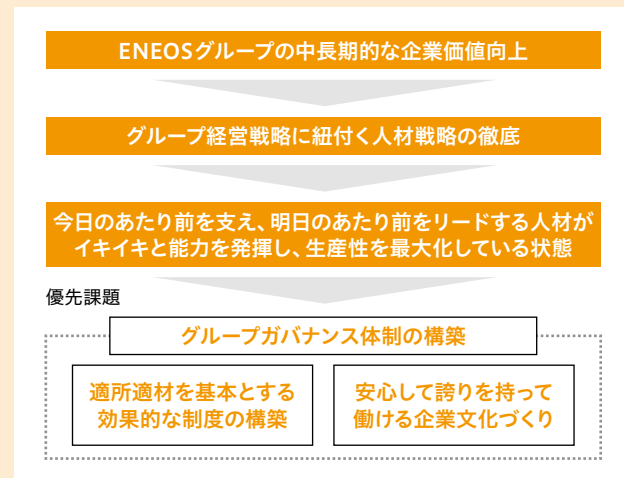 ENEOSグループの中長期的な企業価値向上
グループ経営戦略に紐付く人材戦略の徹底
今日のあたり前を支え、明日のあたり前をリードする人材が
イキイキと能力を発揮し、生産性を最大化している状態
優先課題
グループガバナンス体制の構築
適所適材を基本とする
効果的な制度の構築
安心して誇りを持って
働ける企業文化づくり